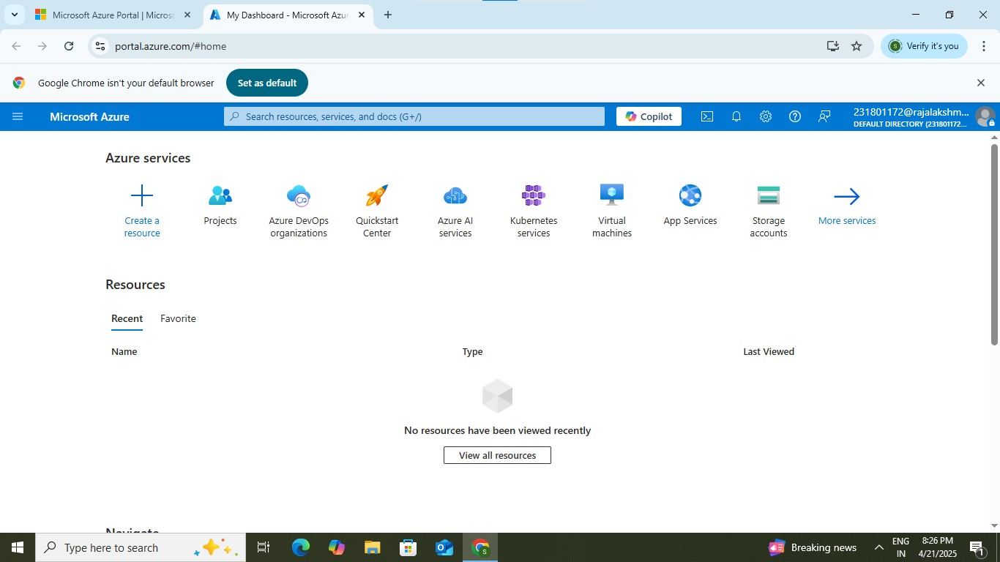 Microsoft Azure Portal | Microso
My Dashboard - Microsoft Azu
portal.azure.com/#home
Verify it's you
Google Chrome isn't your default browser
Set as default
Microsoft Azure
Search resources, services, and docs (G+/)
Copilot
231801172@rajalakshm...
DEFAULT DIRECTORY (231801172...
Azure services
Create a
resource
Projects
Azure DevOps
organizations
Quickstart
Center
Azure AI
services
Kubernetes
services
Virtual
machines
App Services
Storage
accounts
More services
Resources
Recent
Favorite
Name
Type
Last Viewed
No resources have been viewed recently
View all resources
Navigate
Type here to search
Breaking news
ENG
IN
8:26 PM
4/21/2025
1